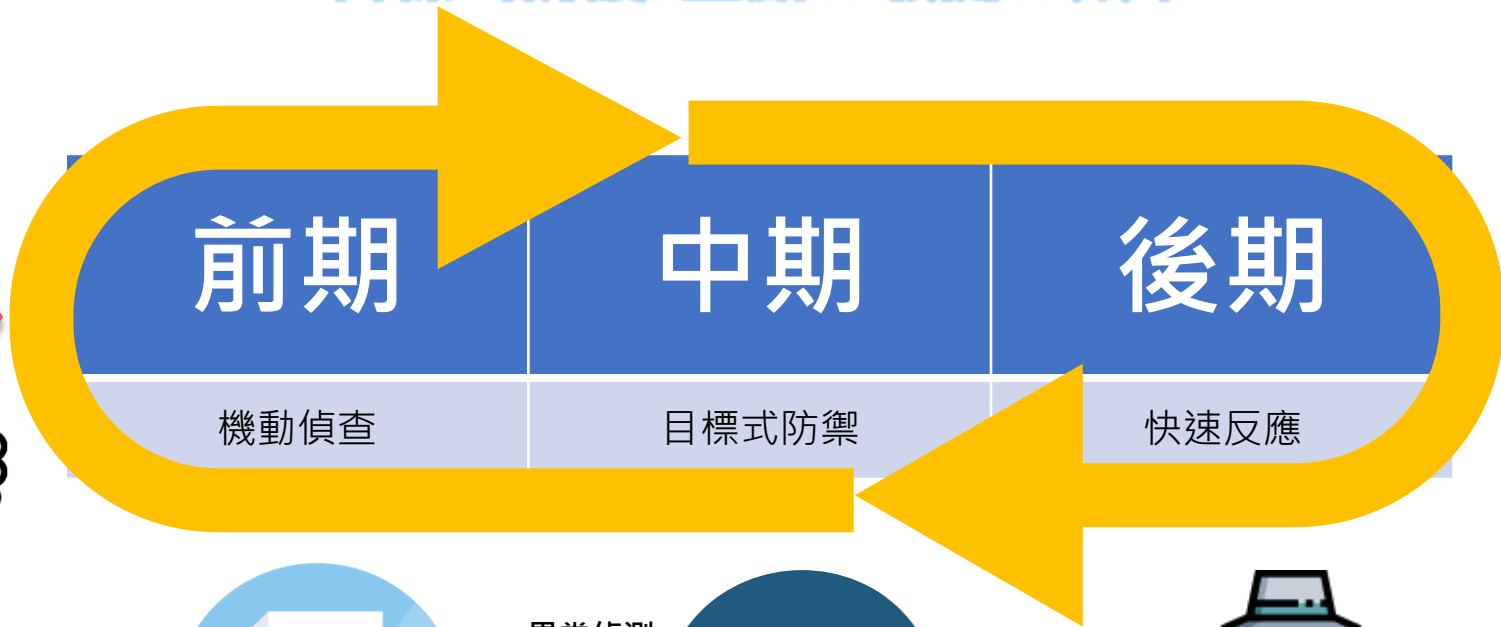 前期
中期
後期
機動偵查
目標式防禦
快速反應